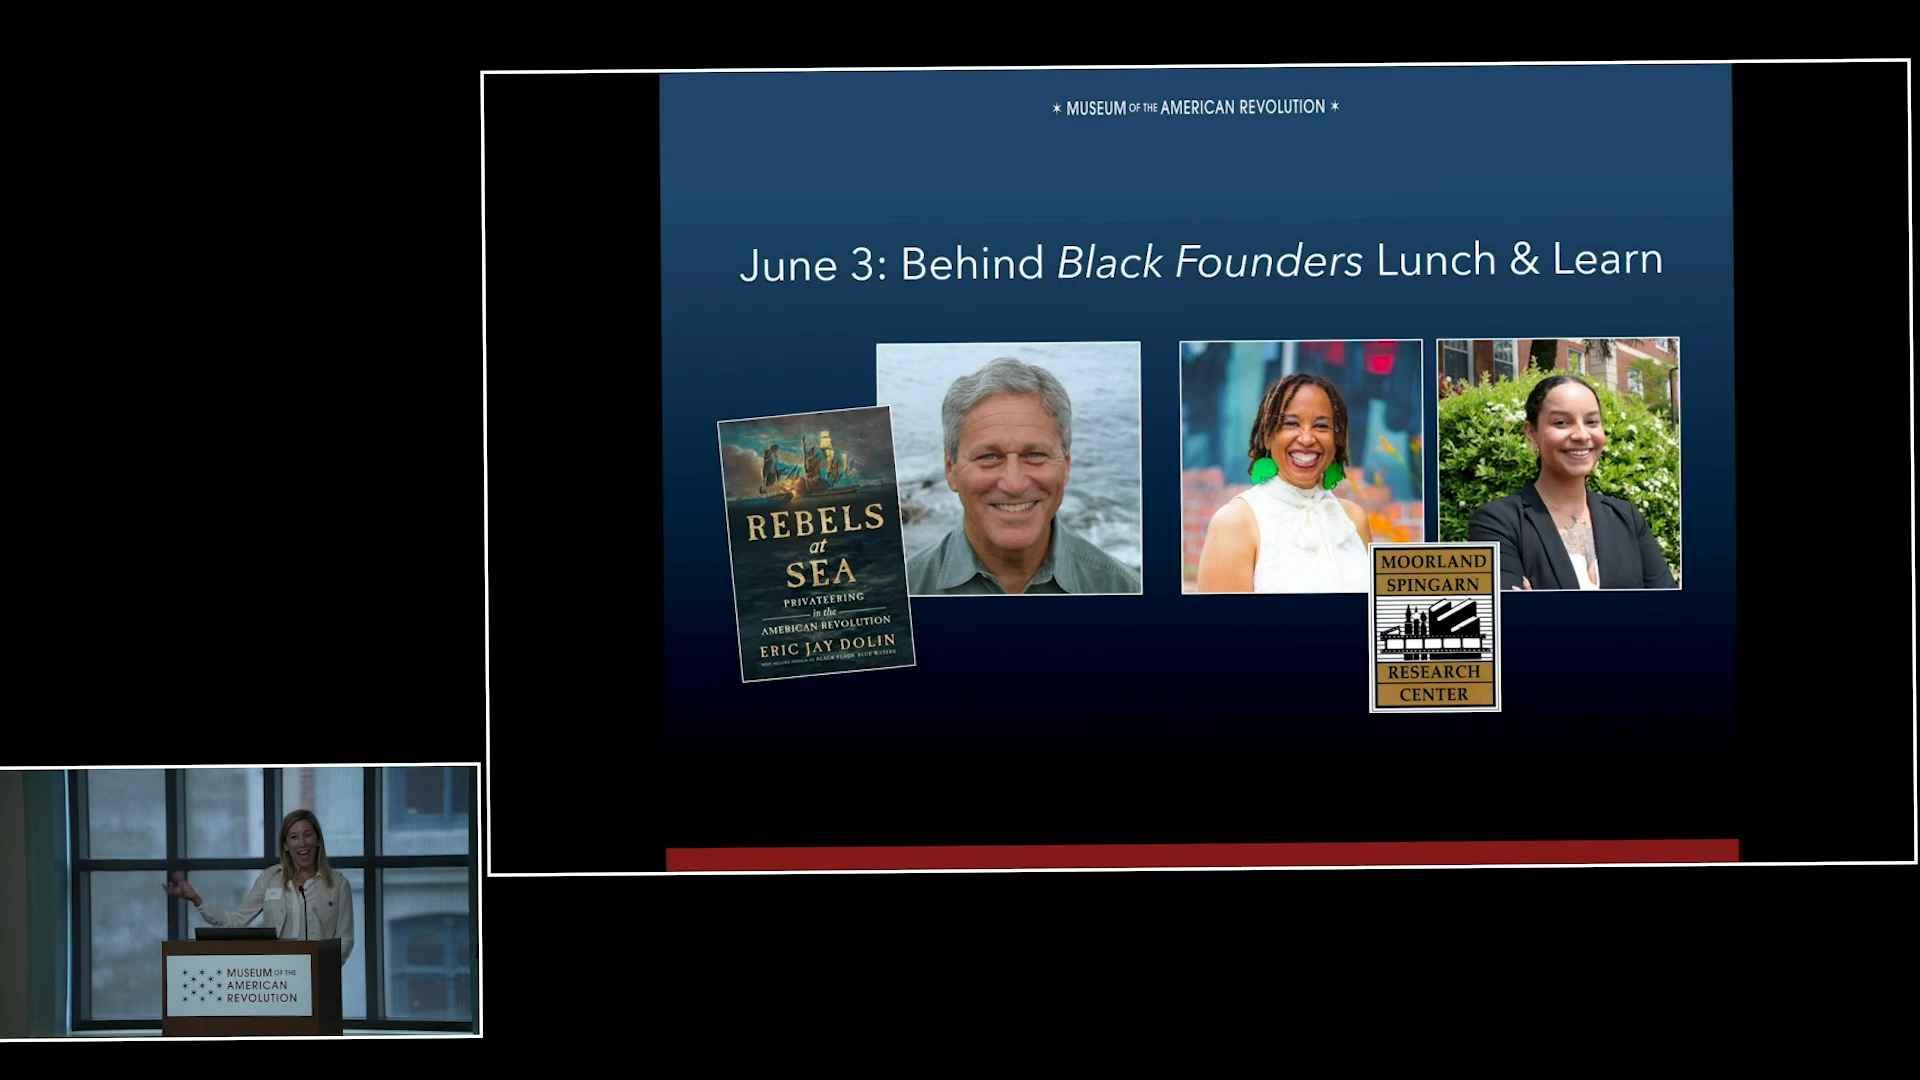 ✶ MUSEUM OF THE AMERICAN REVOLUTION ✶
June 3: Behind Black Founders Lunch & Learn
REBELS
at
SEA
PRIVATEERING
in the
AMERICAN REVOLUTION
ERIC JAY DOLIN
MOORLAND
SPINGARN
RESEARCH
CENTER
MUSEUM OF THE
AMERICAN
REVOLUTION